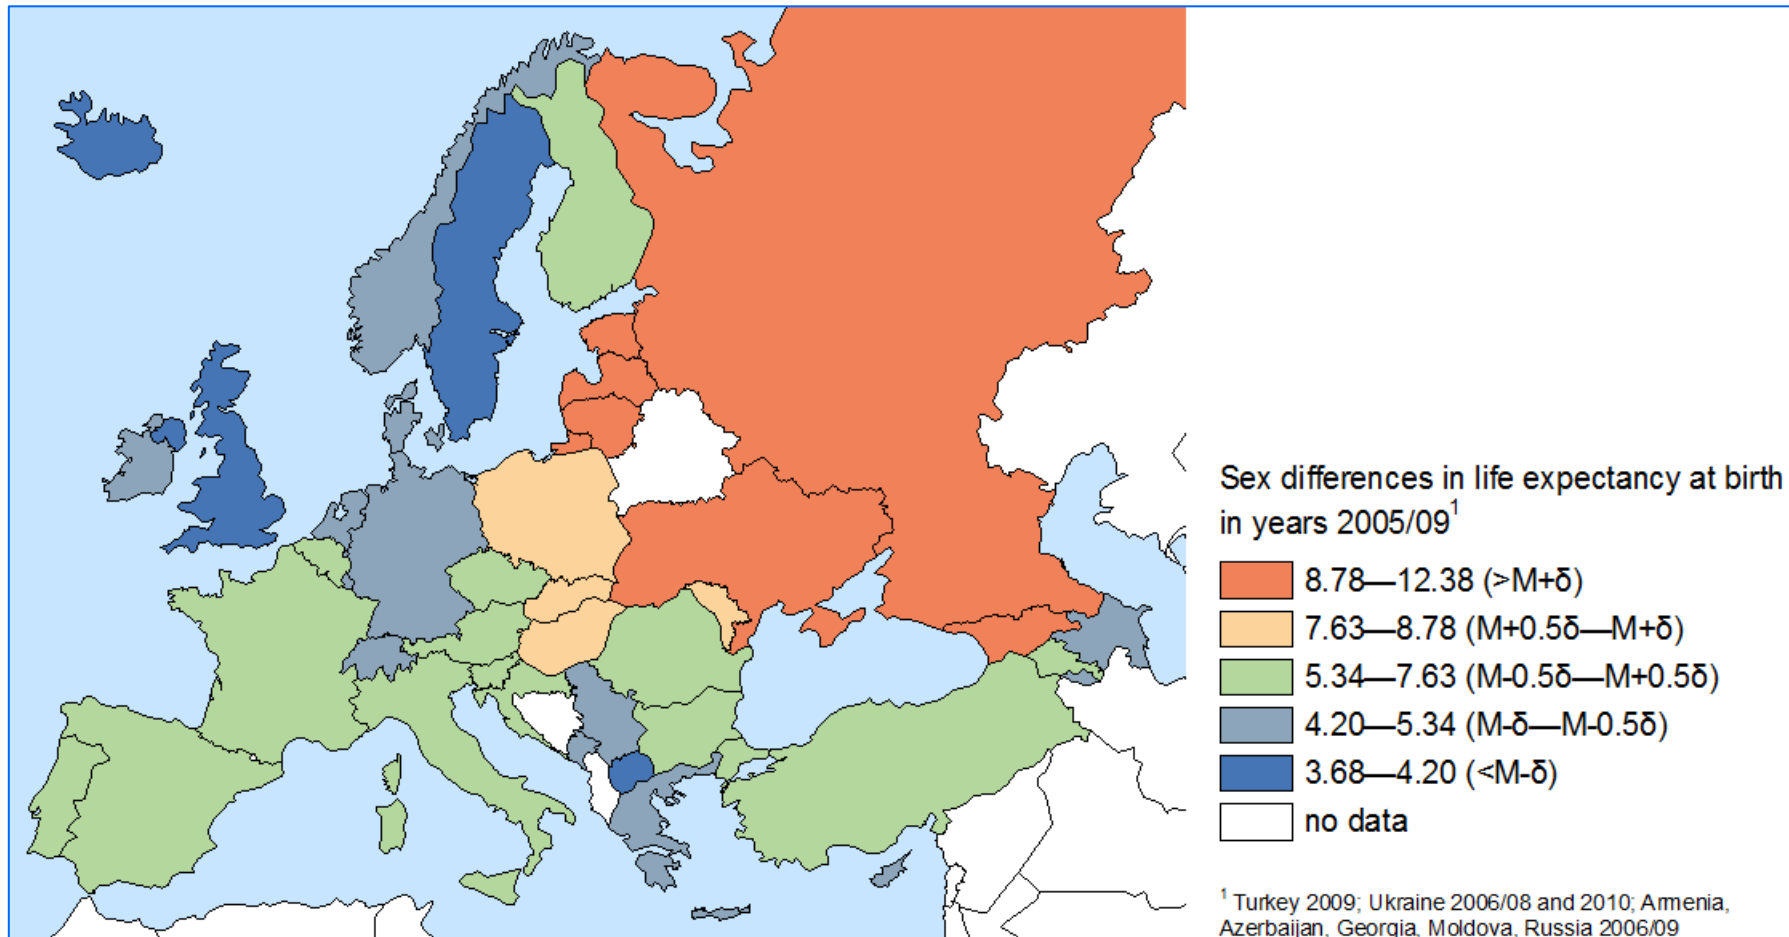 Sex differences in life expectancy at birth
in years 2005/09¹
8.78—12.38 (>M+δ)
7.63—8.78 (M+0.5δ—M+δ)
5.34—7.63 (M-0.5δ—M+0.5δ)
4.20—5.34 (M-δ—M-0.5δ)
3.68—4.20 (<M-δ)
no data
¹ Turkey 2009; Ukraine 2006/08 and 2010; Armenia,
Azerbaijan, Georgia, Moldova, Russia 2006/09